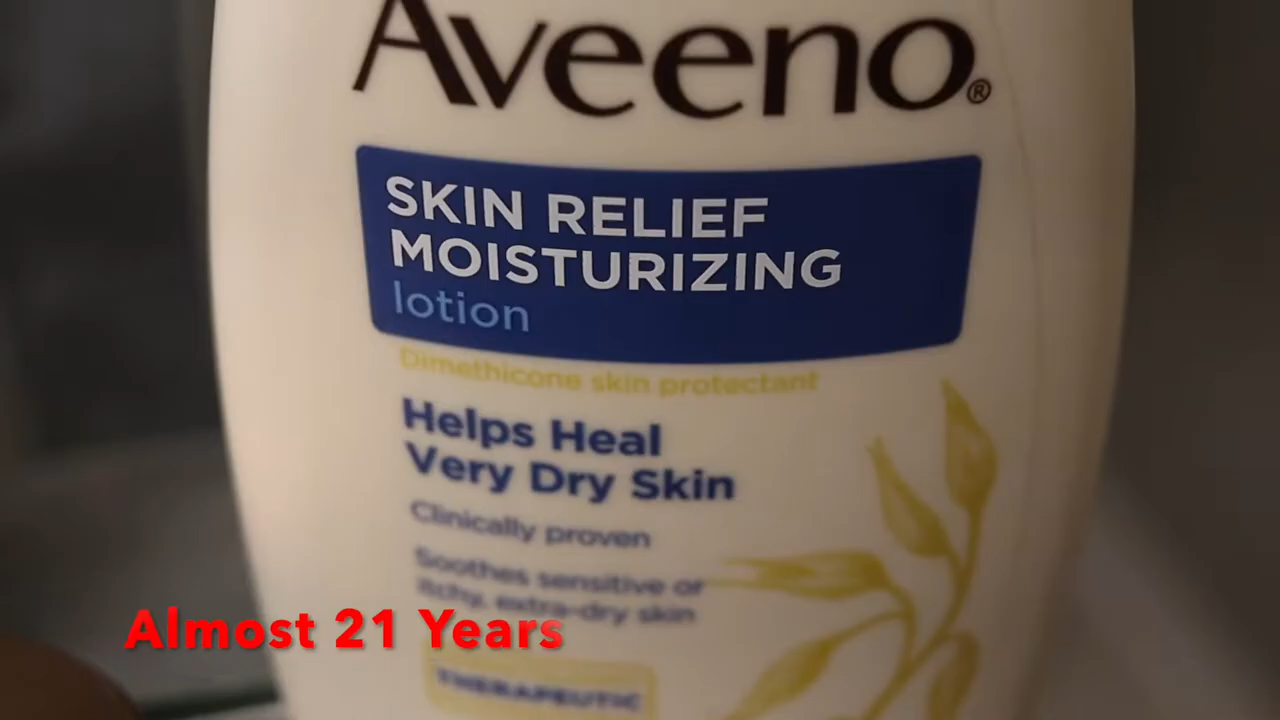 Aveeno®
SKIN RELIEF
MOISTURIZING
lotion
Dimethicone skin protectant
Helps Heal
Very Dry Skin
Clinically proven
Soothes sensitive or
itchy, extra-dry skin
Almost 21 Years
THERAPEUTIC